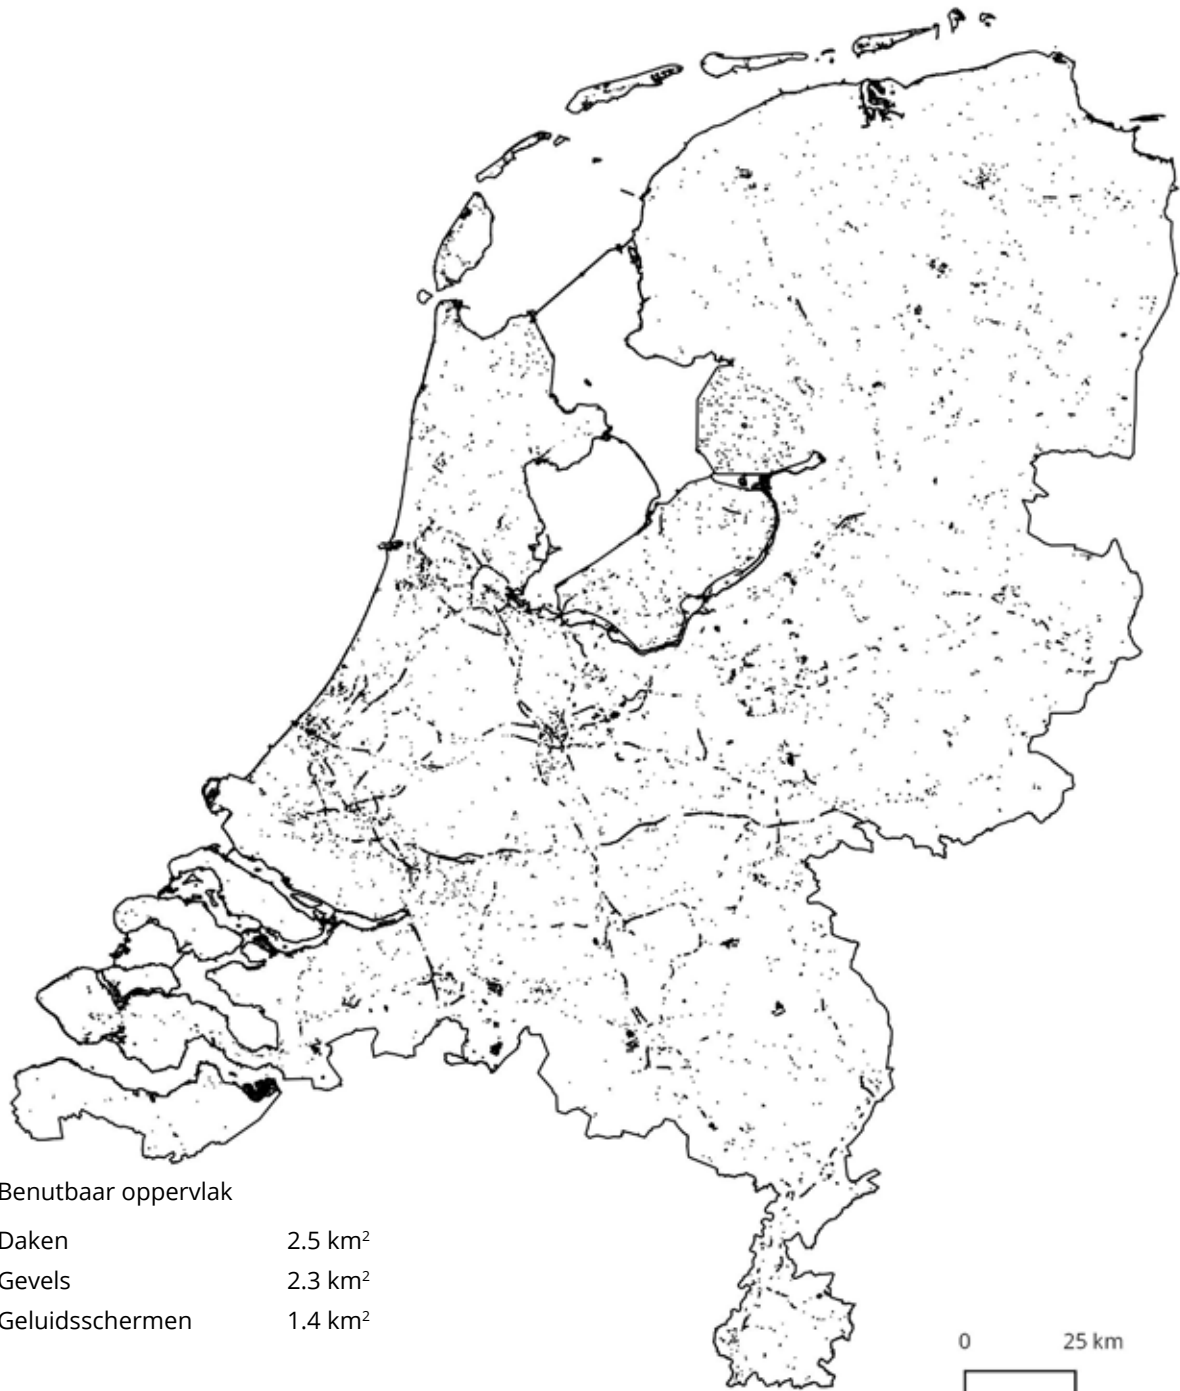 Benutbaar oppervlak
Daken 2.5 km²
Gevels 2.3 km²
Geluidsschermen 1.4 km²
0 25 km